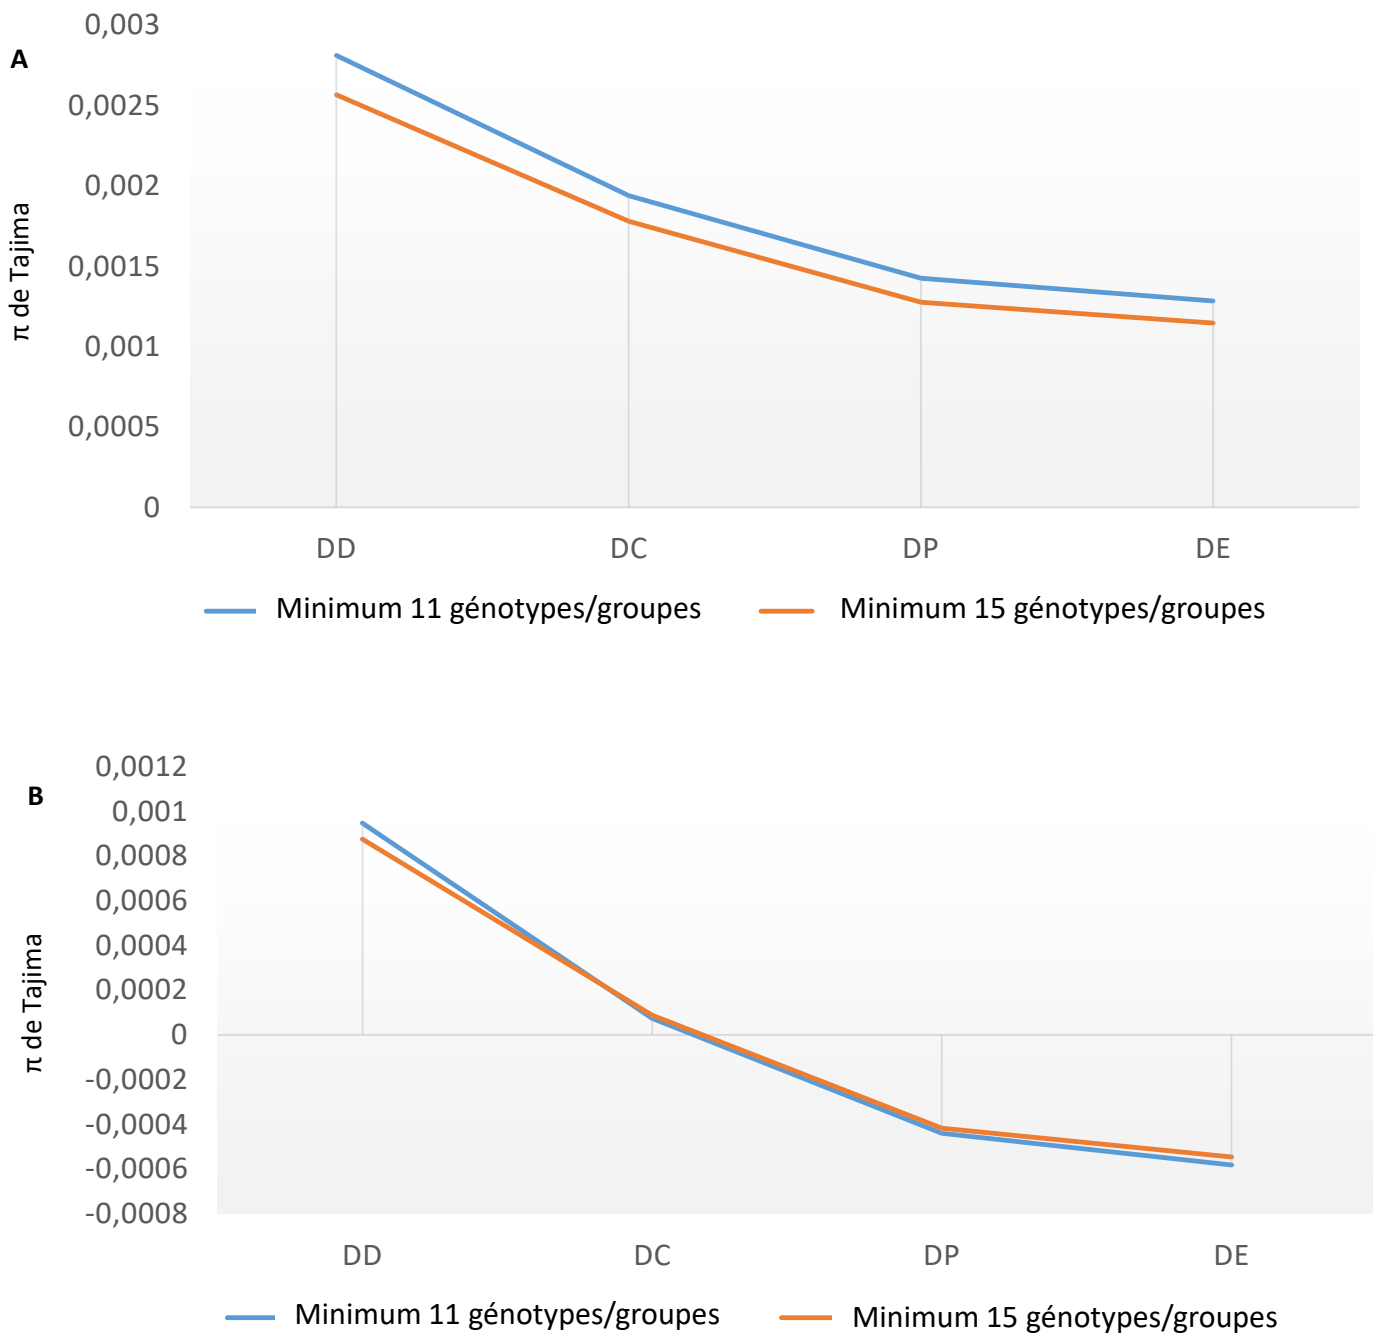 A
0,003
0,0025
0,002
0,0015
0,001
0,0005
0
π de Tajima
DD DC DP DE
Minimum 11 génotypes/groupes Minimum 15 génotypes/groupes
B
0,0012
0,001
0,0008
0,0006
0,0004
0,0002
0
-0,0002
-0,0004
-0,0006
-0,0008
π de Tajima
DD DC DP DE
Minimum 11 génotypes/groupes Minimum 15 génotypes/groupes